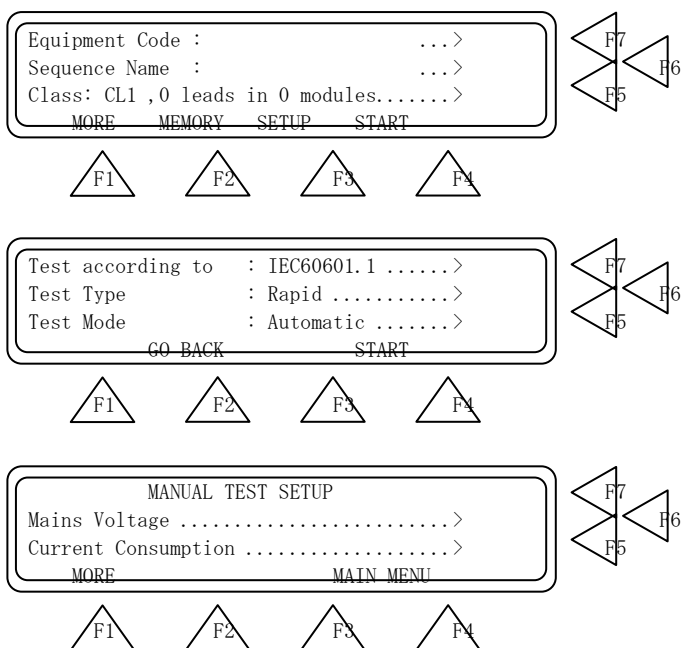 Equipment Code : ...>
Sequence Name : ...>
Class: CL1 ,0 leads in 0 modules.......>
MORE MEMORY SETUP START
F7
F6
F5
F1 F2 F3 F4
Test according to : IEC60601.1 ......>
Test Type : Rapid ...........>
Test Mode : Automatic .......>
GO BACK START
F7
F6
F5
F1 F2 F3 F4
MANUAL TEST SETUP
Mains Voltage .........................>
Current Consumption ...................>
MORE MAIN MENU
F7
F6
F5
F1 F2 F3 F4